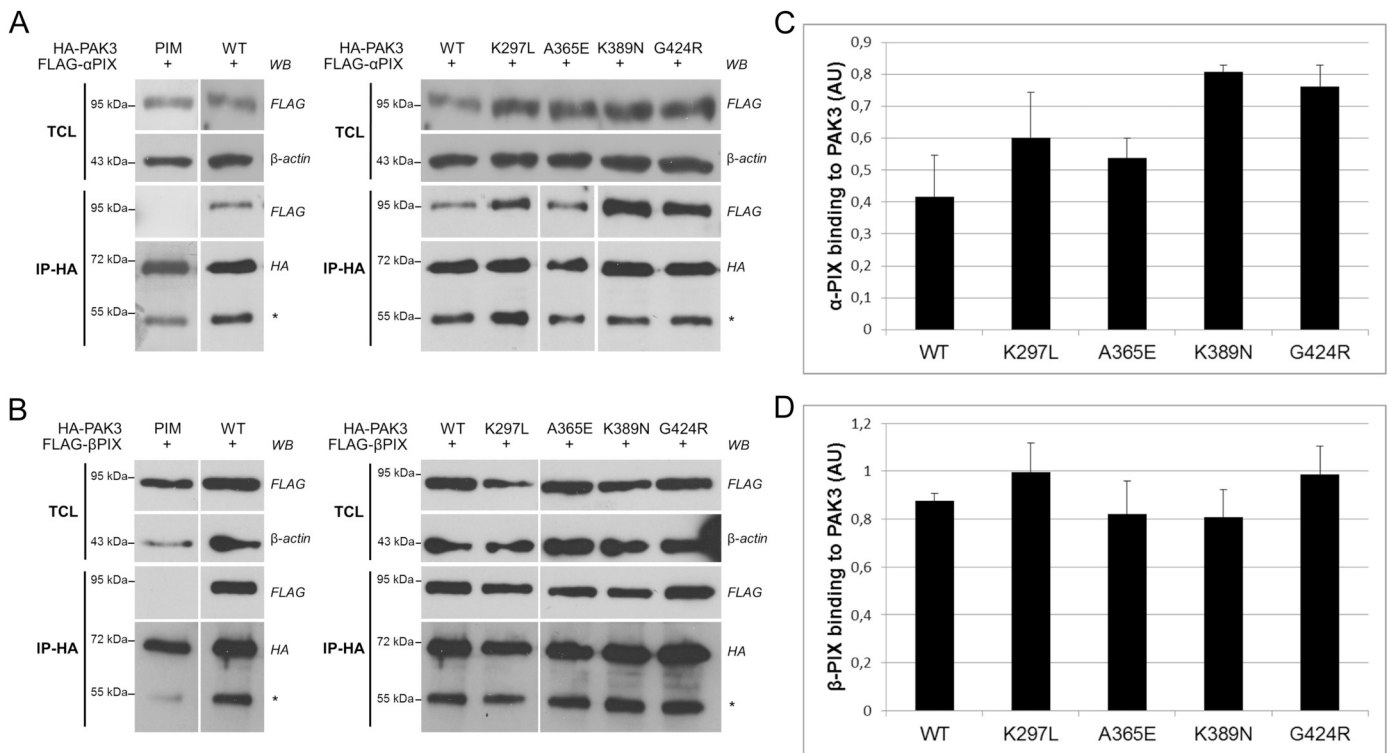 A
HA-PAK3 PIM WT
FLAG-αPIX + + WB
TCL
95 kDa FLAG
43 kDa β-actin
IP-HA
95 kDa FLAG
72 kDa HA
55 kDa *
HA-PAK3 WT K297L A365E K389N G424R
FLAG-αPIX + + + + + WB
TCL
95 kDa FLAG
43 kDa β-actin
IP-HA
95 kDa FLAG
72 kDa HA
55 kDa *
B
HA-PAK3 PIM WT
FLAG-βPIX + + WB
TCL
95 kDa FLAG
43 kDa β-actin
IP-HA
95 kDa FLAG
72 kDa HA
55 kDa *
HA-PAK3 WT K297L A365E K389N G424R
FLAG-βPIX + + + + + WB
TCL
95 kDa FLAG
43 kDa β-actin
IP-HA
95 kDa FLAG
72 kDa HA
55 kDa *
C
α-PIX binding to PAK3 (AU)
0,9
0,8
0,7
0,6
0,5
0,4
0,3
0,2
0,1
0
WT K297L A365E K389N G424R
D
β-PIX binding to PAK3 (AU)
1,2
1
0,8
0,6
0,4
0,2
0
WT K297L A365E K389N G424R